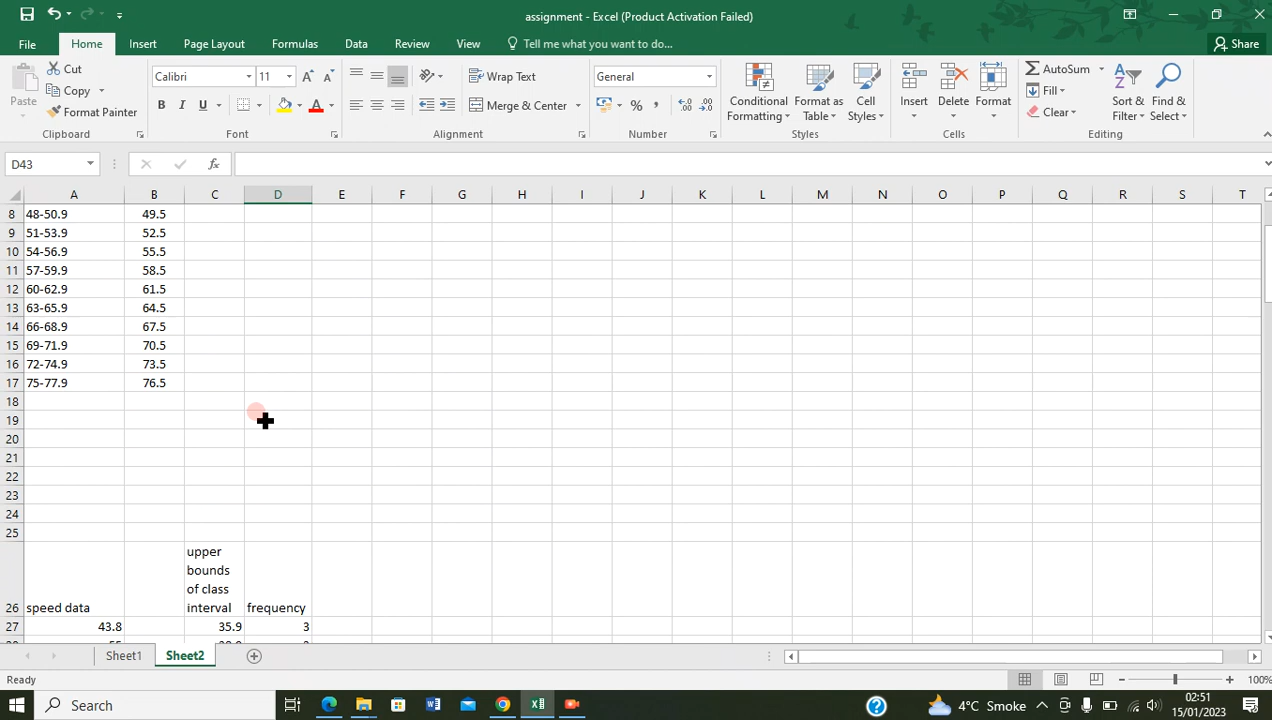 assignment - Excel (Product Activation Failed)
File Home Insert Page Layout Formulas Data Review View Tell me what you want to do... Share
Paste
Cut
Copy
Format Painter
Clipboard
Calibri 11
B I U
Font
Wrap Text
Merge & Center
Alignment
General
%
Number
Conditional Formatting
Format as Table
Cell Styles
Styles
Insert Delete Format
Cells
AutoSum
Fill
Clear
Sort & Filter
Find & Select
Editing
D43 fx
A B C D E F G H I J K L M N O P Q R S T
8 48-50.9 49.5
9 51-53.9 52.5
10 54-56.9 55.5
11 57-59.9 58.5
12 60-62.9 61.5
13 63-65.9 64.5
14 66-68.9 67.5
15 69-71.9 70.5
16 72-74.9 73.5
17 75-77.9 76.5
18
19
20
21
22
23
24
25
upper
bounds
of class
26 speed data interval frequency
27 43.8 35.9 3
Sheet1 Sheet2
Ready 100%
Search 4°C Smoke 02:51
15/01/2023